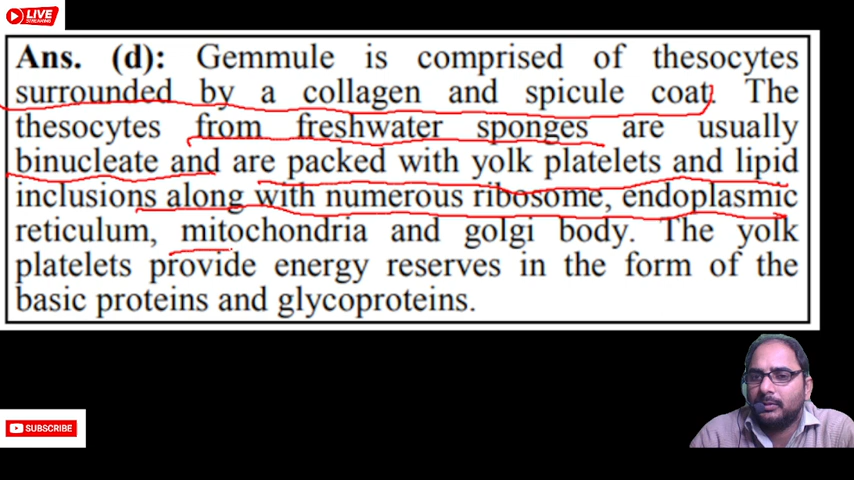 LIVE
STREAMING
Ans. (d): Gemmule is comprised of thesocytes
surrounded by a collagen and spicule coat. The
thesocytes from freshwater sponges are usually
binucleate and are packed with yolk platelets and lipid
inclusions along with numerous ribosome, endoplasmic
reticulum, mitochondria and golgi body. The yolk
platelets provide energy reserves in the form of the
basic proteins and glycoproteins.
SUBSCRIBE